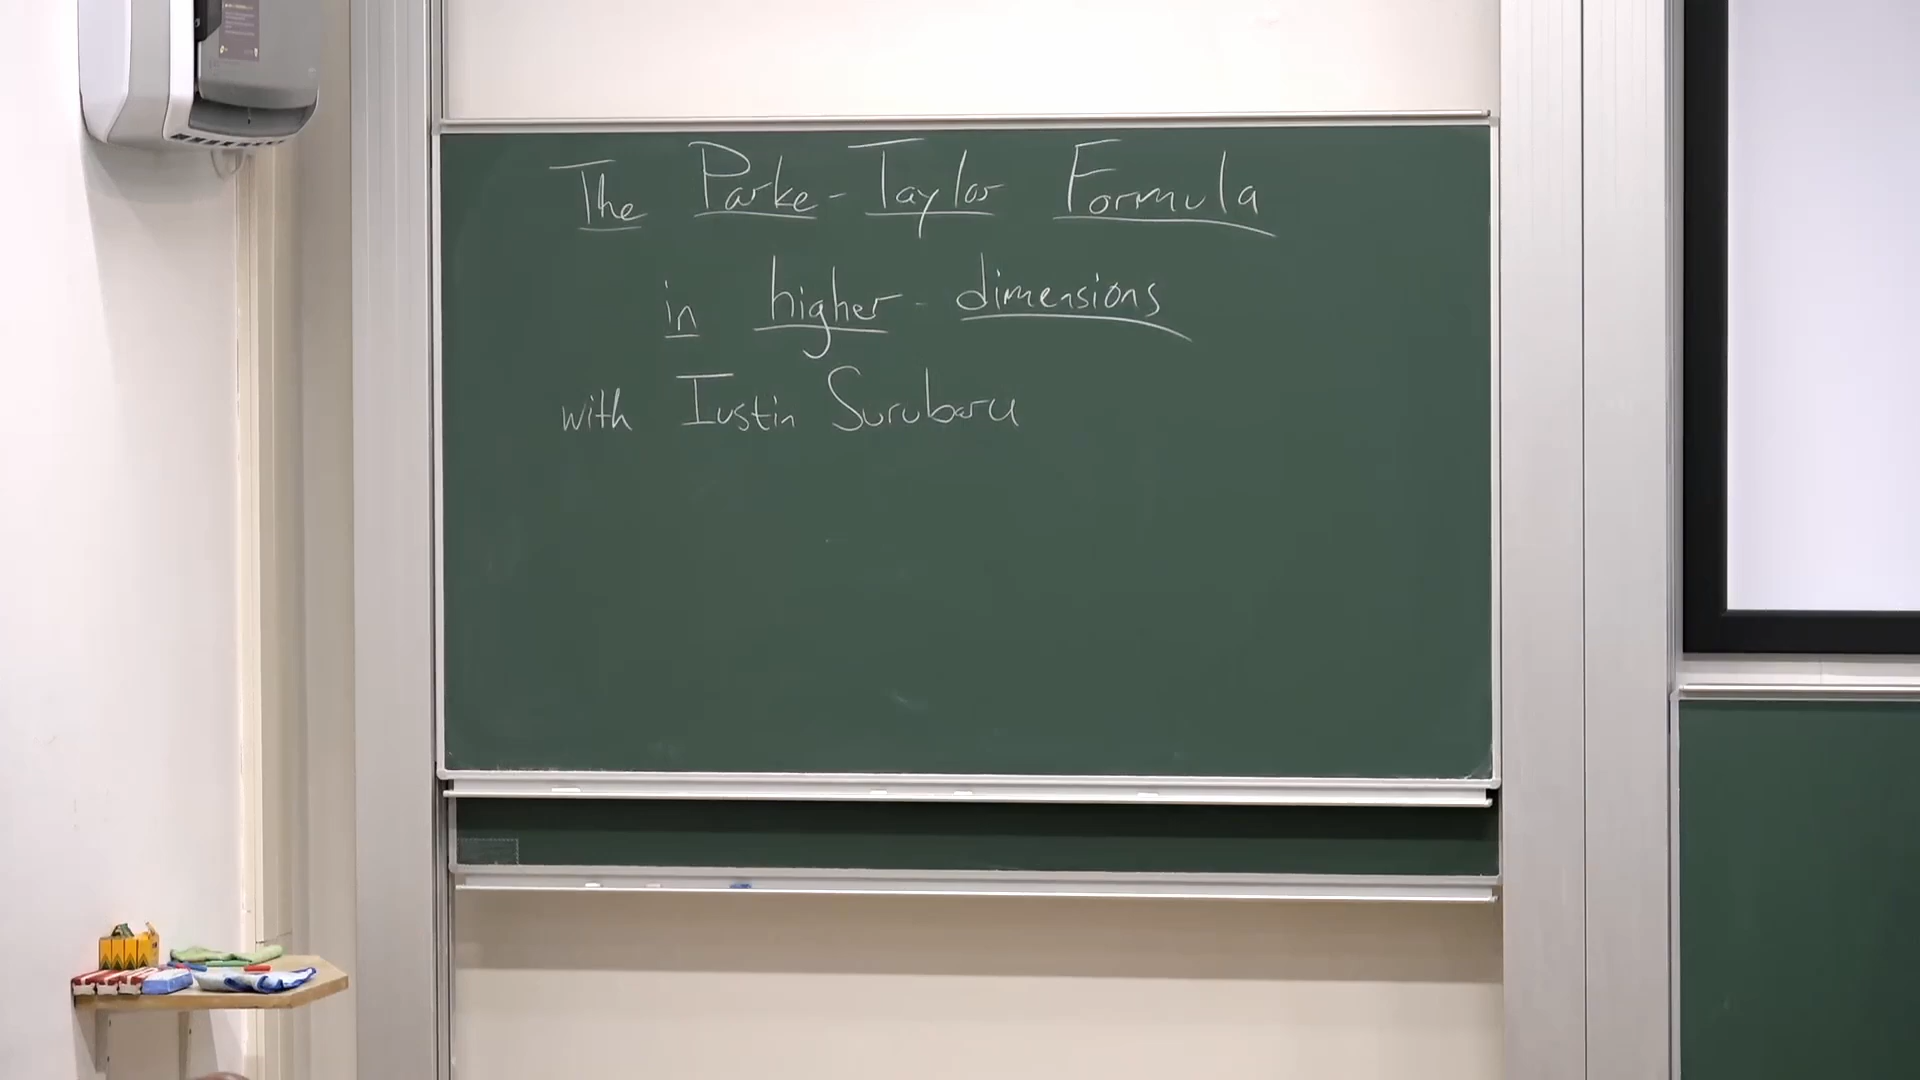 The Parke-Taylor Formula
in higher-dimensions
with Iustin Surubaru